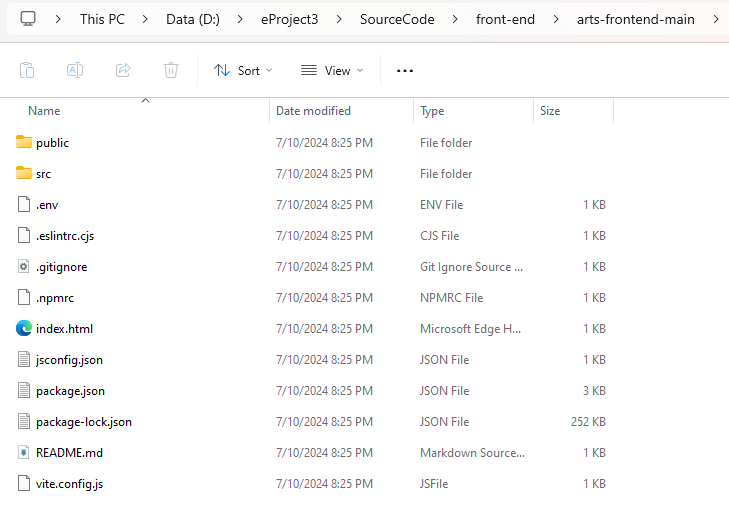 This PC > Data (D:) > eProject3 > SourceCode > front-end > arts-frontend-main >
Sort View
Name Date modified Type Size
public 7/10/2024 8:25 PM File folder
src 7/10/2024 8:25 PM File folder
.env 7/10/2024 8:25 PM ENV File 1 KB
.eslintrc.cjs 7/10/2024 8:25 PM CJS File 1 KB
.gitignore 7/10/2024 8:25 PM Git Ignore Source ... 1 KB
.npmrc 7/10/2024 8:25 PM NPMRC File 1 KB
index.html 7/10/2024 8:25 PM Microsoft Edge H... 1 KB
jsconfig.json 7/10/2024 8:25 PM JSON File 1 KB
package.json 7/10/2024 8:25 PM JSON File 3 KB
package-lock.json 7/10/2024 8:25 PM JSON File 252 KB
README.md 7/10/2024 8:25 PM Markdown Source... 1 KB
vite.config.js 7/10/2024 8:25 PM JSFile 1 KB